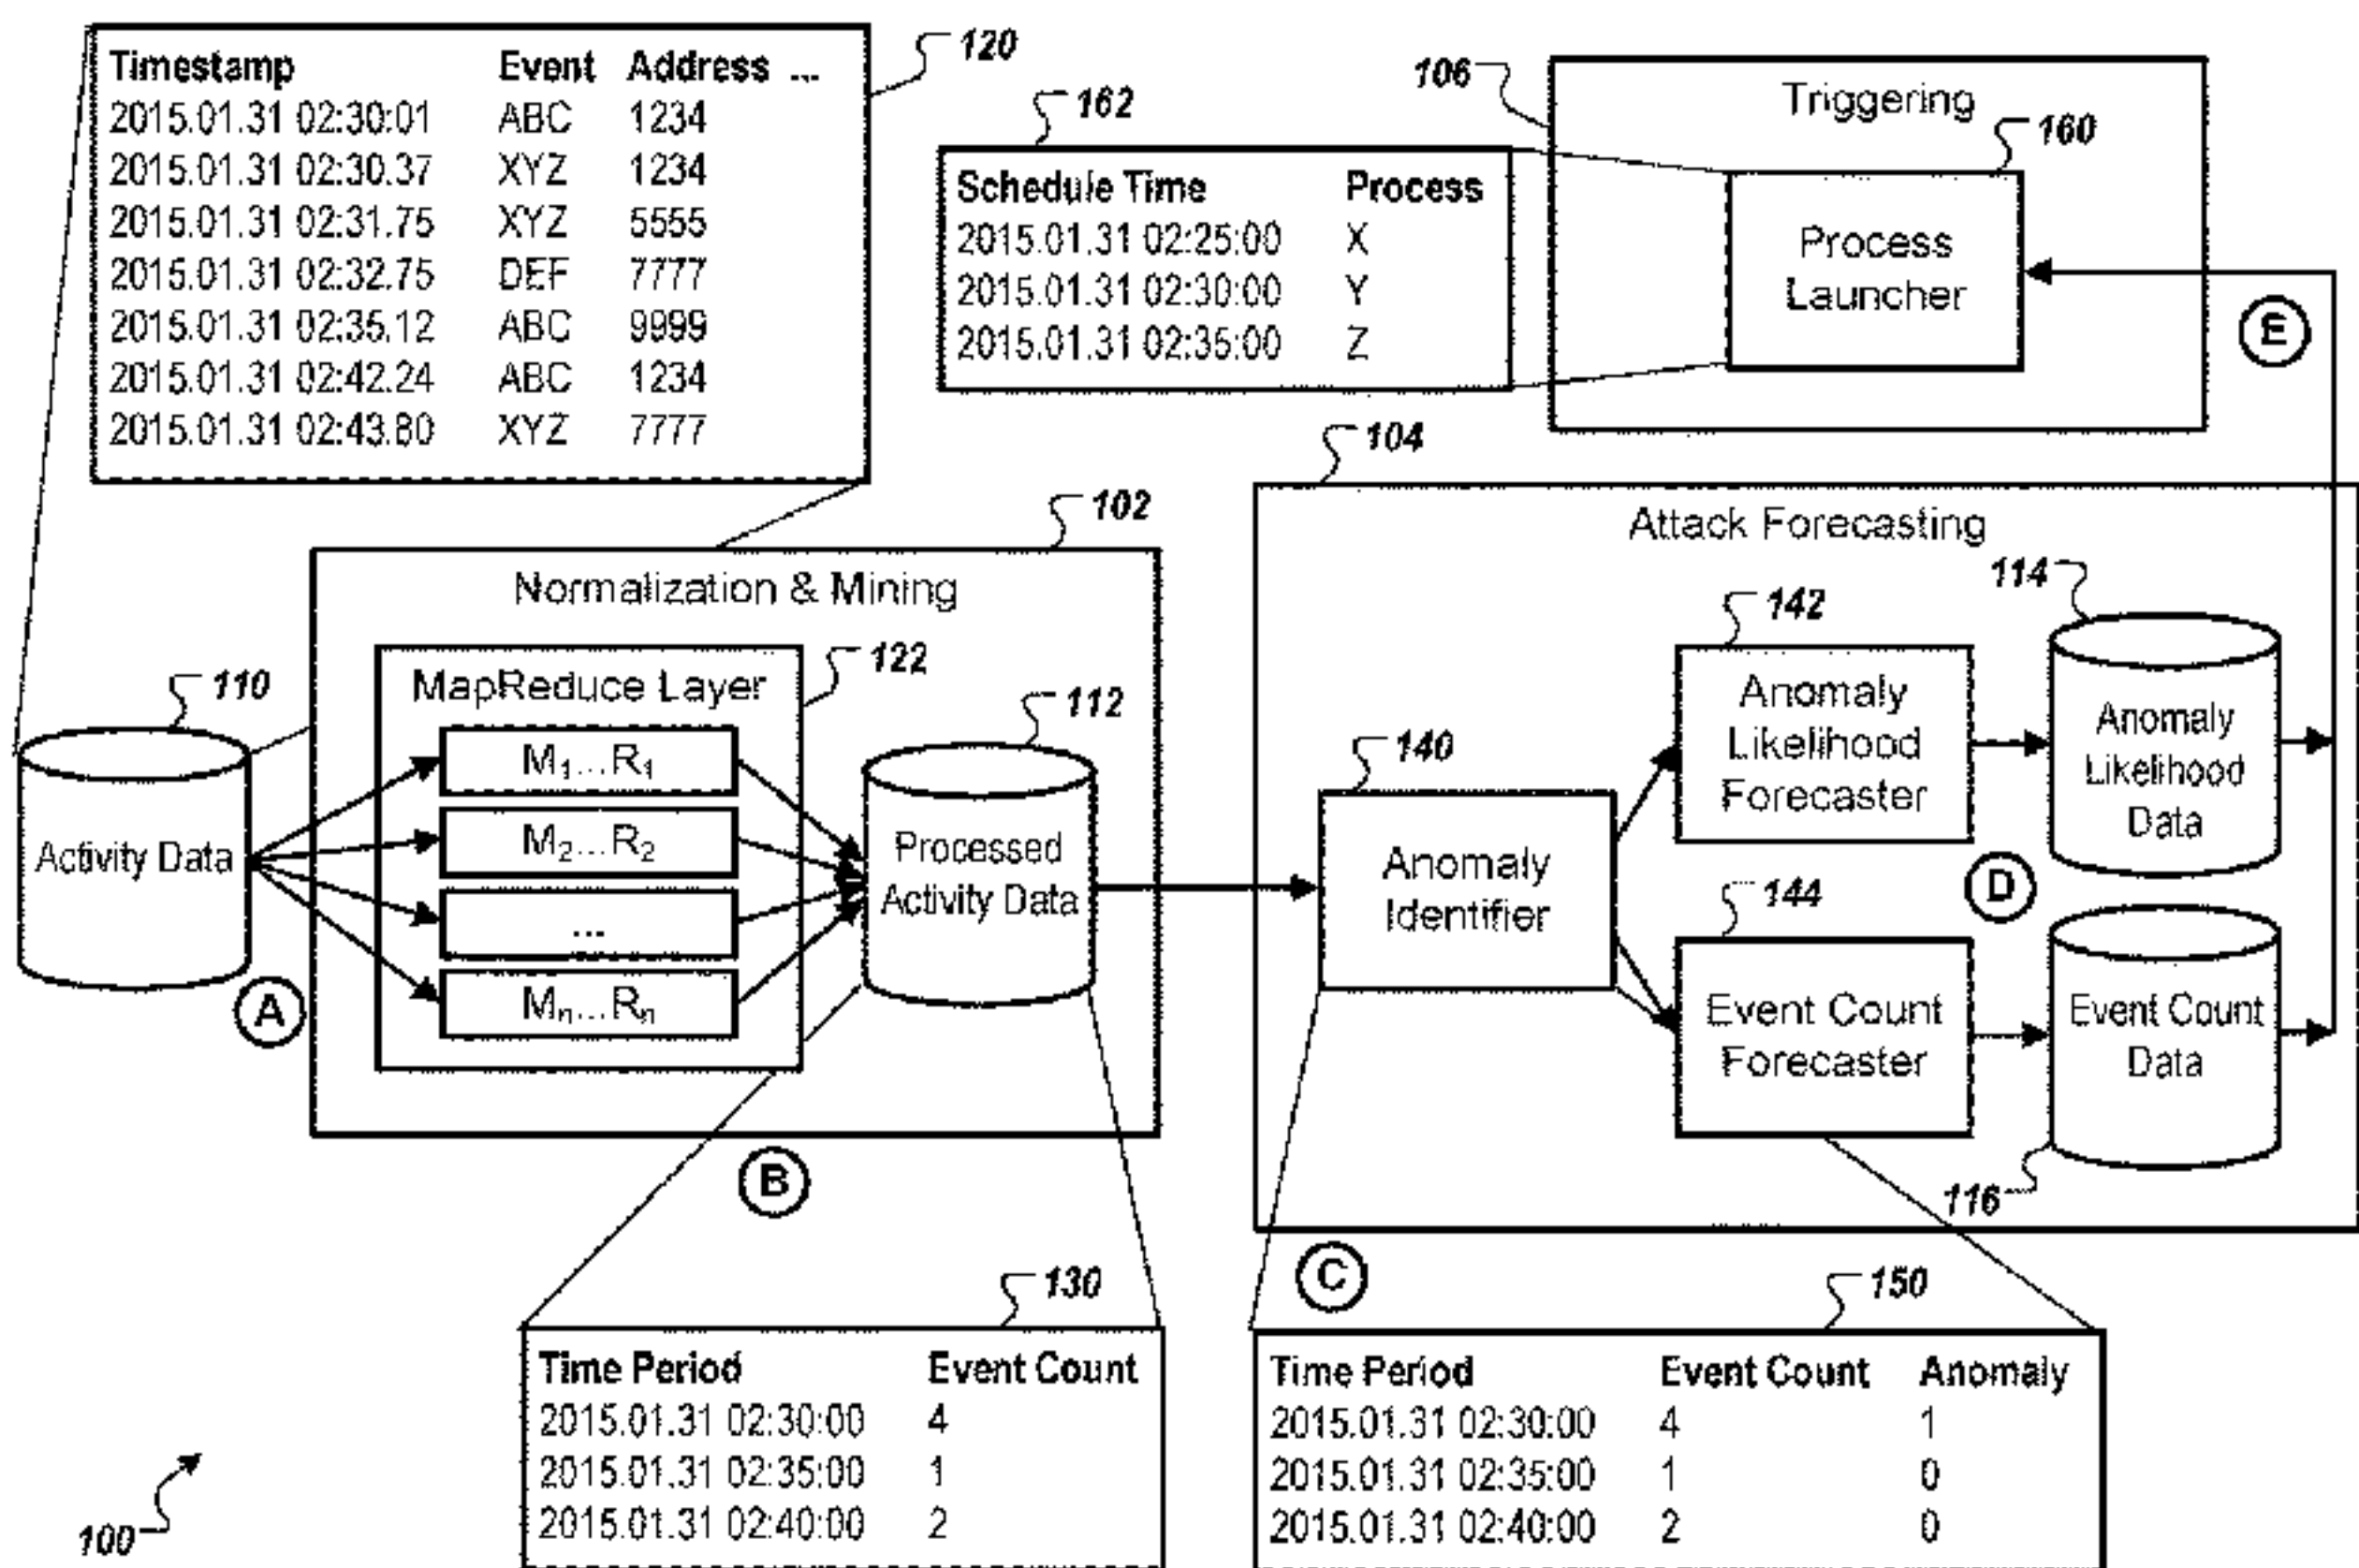 120
Timestamp Event Address ...
2015.01.31 02:30:01 ABC 1234
2015.01.31 02:30.37 XYZ 1234
2015.01.31 02:31.75 XYZ 5555
2015.01.31 02:32.75 DEF 7777
2015.01.31 02:35.12 ABC 9999
2015.01.31 02:42.24 ABC 1234
2015.01.31 02:43.80 XYZ 7777
162
Schedule Time Process
2015.01.31 02:25:00 X
2015.01.31 02:30:00 Y
2015.01.31 02:35:00 Z
106
Triggering
160
Process
Launcher
E
102
Normalization & Mining
122
MapReduce Layer
110
Activity Data
M1...R1
M2...R2
...
Mn...Rn
112
Processed
Activity Data
A
B
104
Attack Forecasting
140
Anomaly
Identifier
142
Anomaly
Likelihood
Forecaster
114
Anomaly
Likelihood
Data
D
144
Event Count
Forecaster
Event Count
Data
116
C
130
Time Period Event Count
2015.01.31 02:30:00 4
2015.01.31 02:35:00 1
2015.01.31 02:40:00 2
150
Time Period Event Count Anomaly
2015.01.31 02:30:00 4 1
2015.01.31 02:35:00 1 0
2015.01.31 02:40:00 2 0
100